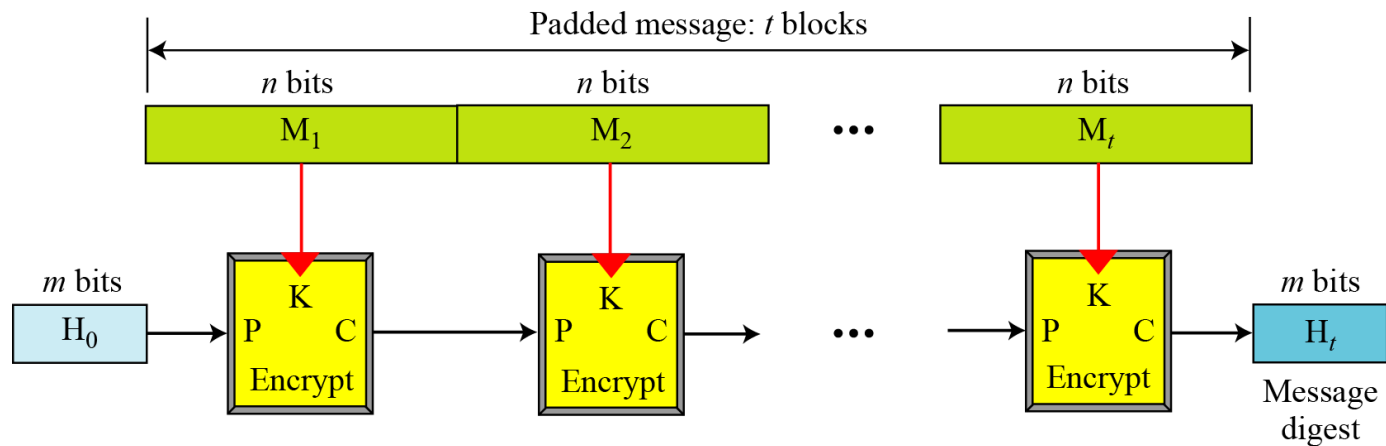 Padded message: t blocks
n bits
n bits
n bits
M₁
M₂
...
Mₜ
m bits
H₀
K
P C
Encrypt
K
P C
Encrypt
...
K
P C
Encrypt
m bits
Hₜ
Message
digest